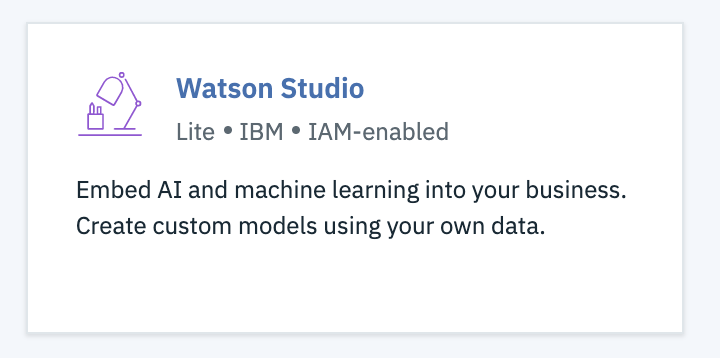 Watson Studio
Lite • IBM • IAM-enabled
Embed AI and machine learning into your business.
Create custom models using your own data.